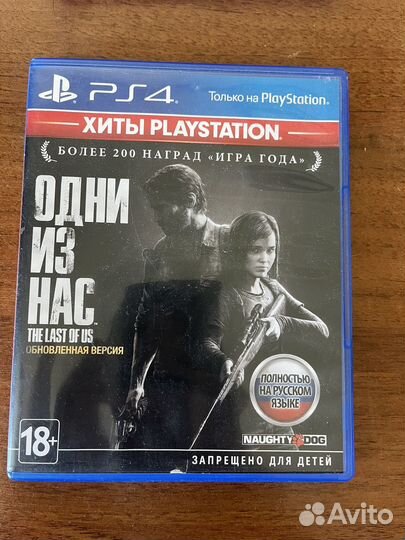 PS4
Только на PlayStation
ХИТЫ PLAYSTATION
БОЛЕЕ 200 НАГРАД «ИГРА ГОДА»
ОДНИ
ИЗ
НАС
THE LAST OF US
ОБНОВЛЕННАЯ ВЕРСИЯ
ПОЛНОСТЬЮ
НА РУССКОМ
ЯЗЫКЕ
NAUGHTY DOG
18+
ЗАПРЕЩЕНО ДЛЯ ДЕТЕЙ
Avito